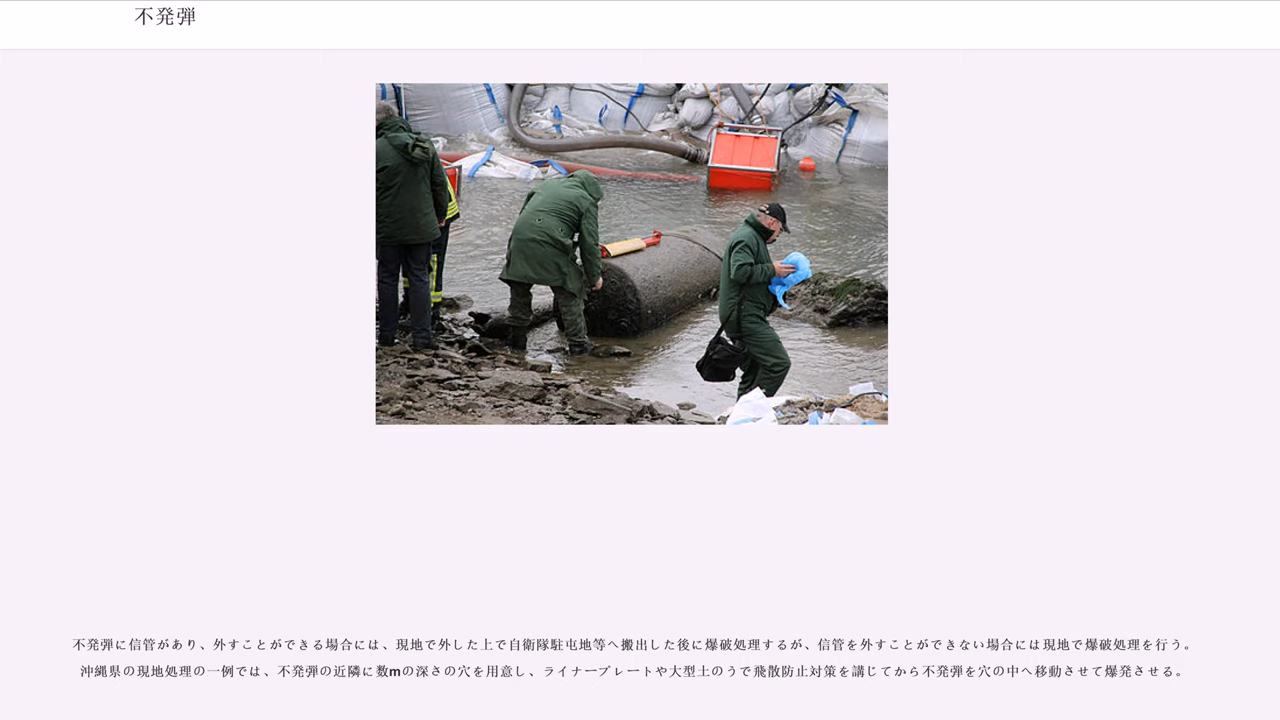 不発弾
不発弾に信管があり、外すことができる場合には、現地で外した上で自衛隊駐屯地等へ搬出した後に爆破処理するが、信管を外すことができない場合には現地で爆破処理を行う。
沖縄県の現地処理の一例では、不発弾の近隣に数mの深さの穴を用意し、ライナープレートや大型土のうで飛散防止対策を講じてから不発弾を穴の中へ移動させて爆発させる。